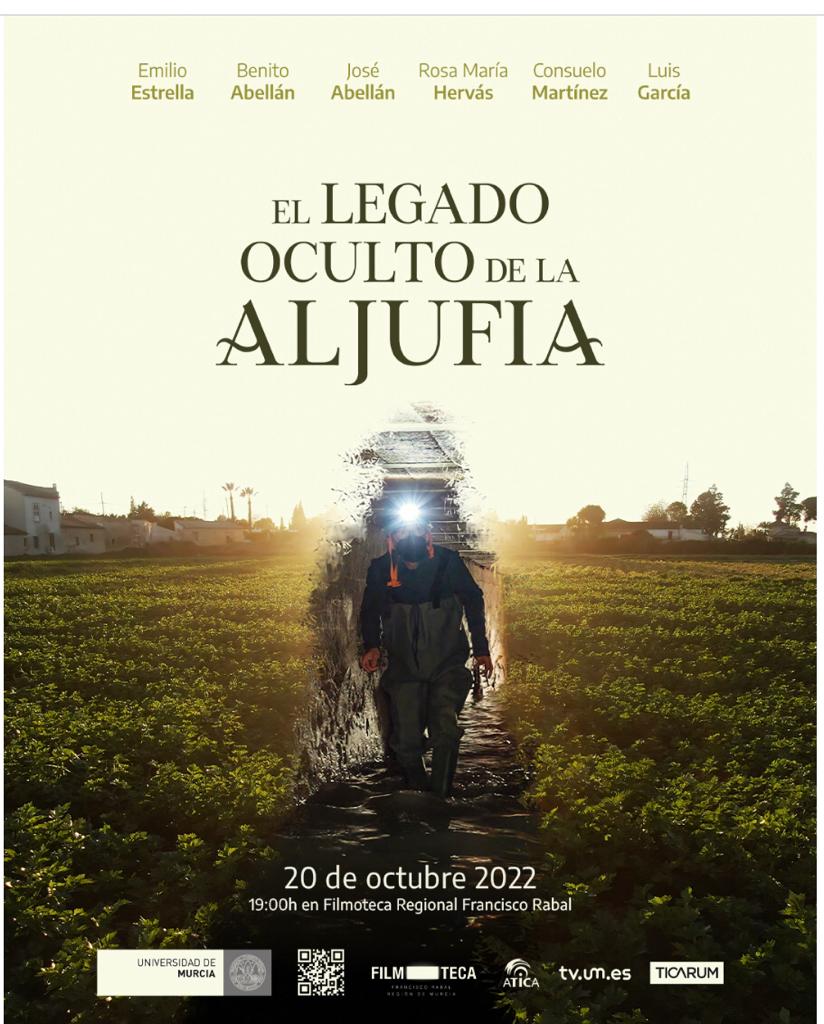 Emilio Benito José Rosa María Consuelo Luis
Estrella Abellán Abellán Hervás Martínez García
EL LEGADO
OCULTO DE LA
ALJUFIA
20 de octubre 2022
19:00h en Filmoteca Regional Francisco Rabal
UNIVERSIDAD DE
MURCIA
FILM TECA
FRANCISCO RABAL
REGIÓN DE MURCIA
ATICA
tv.um.es
TICARUM